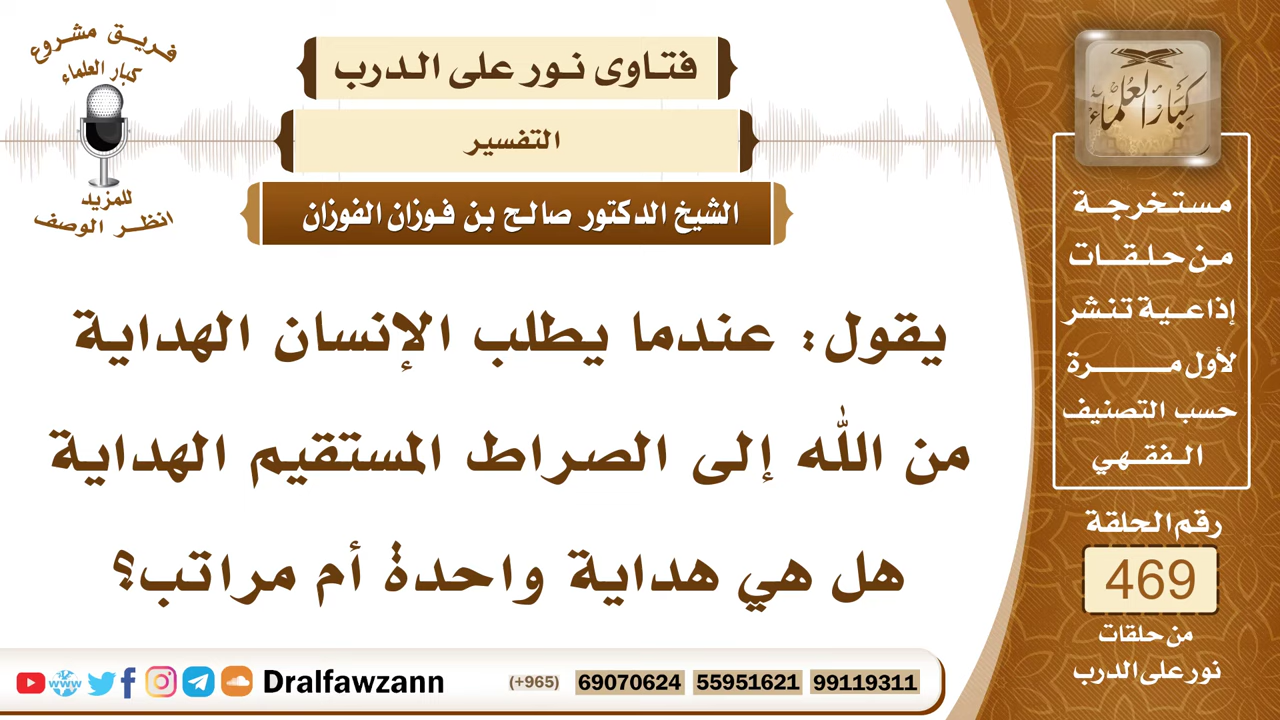 فريق مشروع
كبار العلماء
للمزيد
انظر الوصف
فتاوى نور على الدرب
التفسير
الشيخ الدكتور صالح بن فوزان الفوزان
يقول: عندما يطلب الإنسان الهداية
من الله إلى الصراط المستقيم الهداية
هل هي هداية واحدة أم مراتب؟
كبار العلماء
مستخرجة
من حلقات
إذاعية تنشر
لأول مرة
حسب التصنيف
الفقهي
رقم الحلقة
469
من حلقات
نور على الدرب
www Dralfawzann (+965) 69070624 55951621 99119311